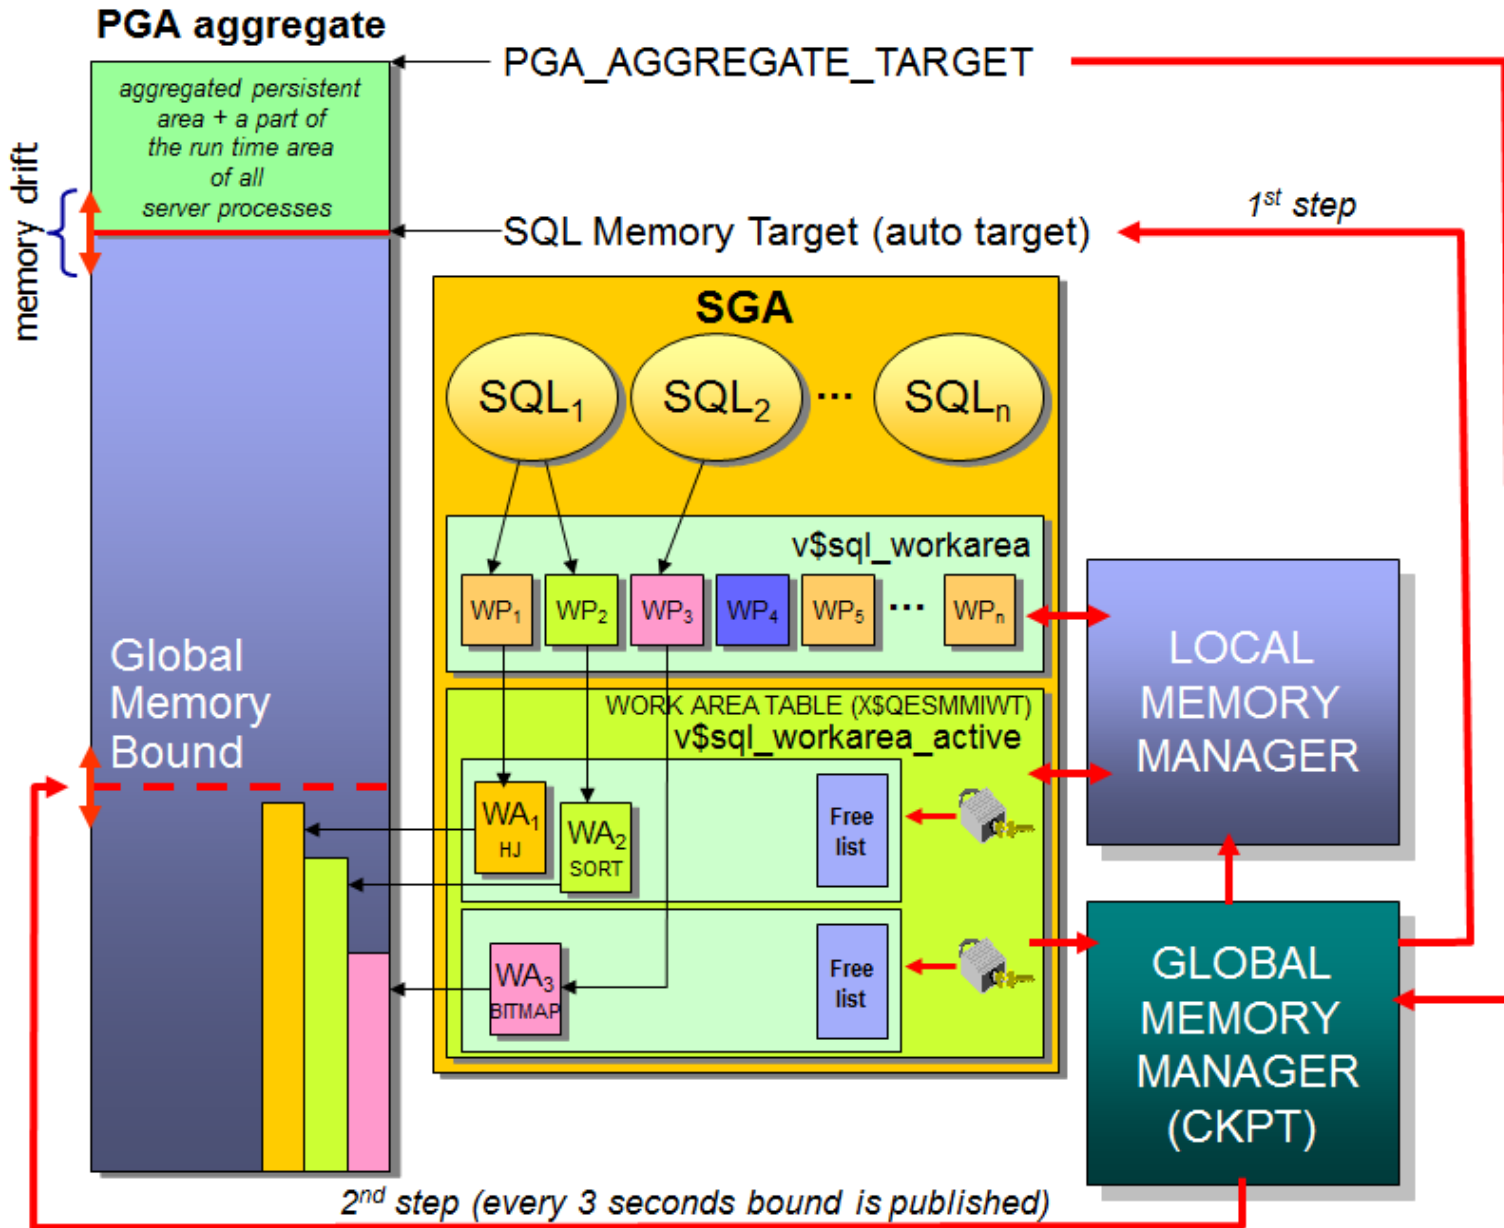 PGA aggregate
PGA_AGGREGATE_TARGET
aggregated persistent
area + a part of
the run time area
of all
server processes
memory drift
1st step
SQL Memory Target (auto target)
SGA
SQL1
SQL2
...
SQLn
v$sql_workarea
WP1
WP2
WP3
WP4
WP5
...
WPn
LOCAL
MEMORY
MANAGER
Global
Memory
Bound
WORK AREA TABLE (X$QESMMIWT)
v$sql_workarea_active
WA1
HJ
WA2
SORT
Free
list
WA3
BITMAP
Free
list
GLOBAL
MEMORY
MANAGER
(CKPT)
2nd step (every 3 seconds bound is published)